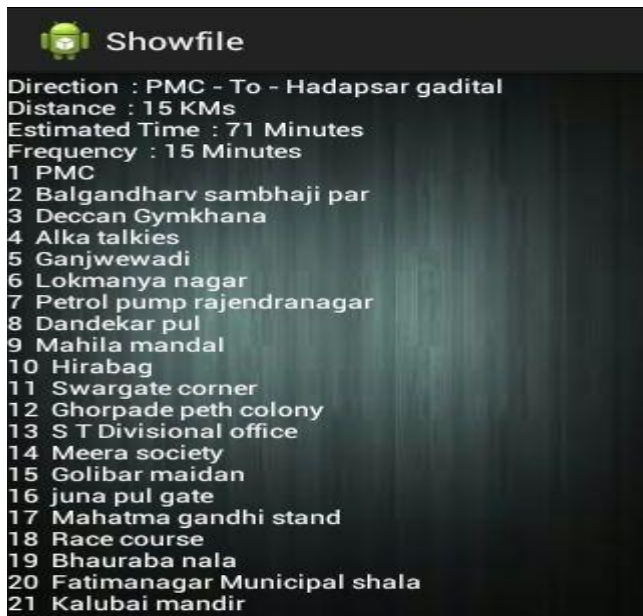 Showfile
Direction : PMC - To - Hadapsar gadital
Distance : 15 KMs
Estimated Time : 71 Minutes
Frequency : 15 Minutes
1 PMC
2 Balgandharv sambhaji par
3 Deccan Gymkhana
4 Alka talkies
5 Ganjwewadi
6 Lokmanya nagar
7 Petrol pump rajendranagar
8 Dandekar pul
9 Mahila mandal
10 Hirabag
11 Swargate corner
12 Ghorpade peth colony
13 S T Divisional office
14 Meera society
15 Golibar maidan
16 juna pul gate
17 Mahatma gandhi stand
18 Race course
19 Bhauraba nala
20 Fatimanagar Municipal shala
21 Kalubai mandir